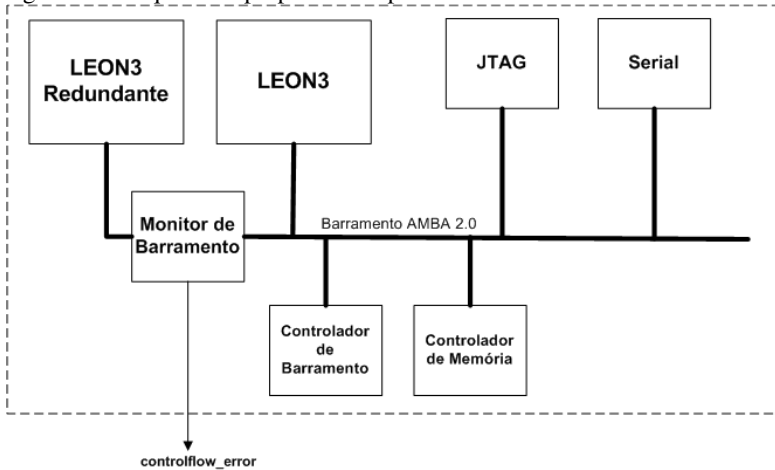 LEON3
Redundante
LEON3
JTAG
Serial
Monitor de
Barramento
Barramento AMBA 2.0
Controlador
de
Barramento
Controlador
de Memória
controlflow_error